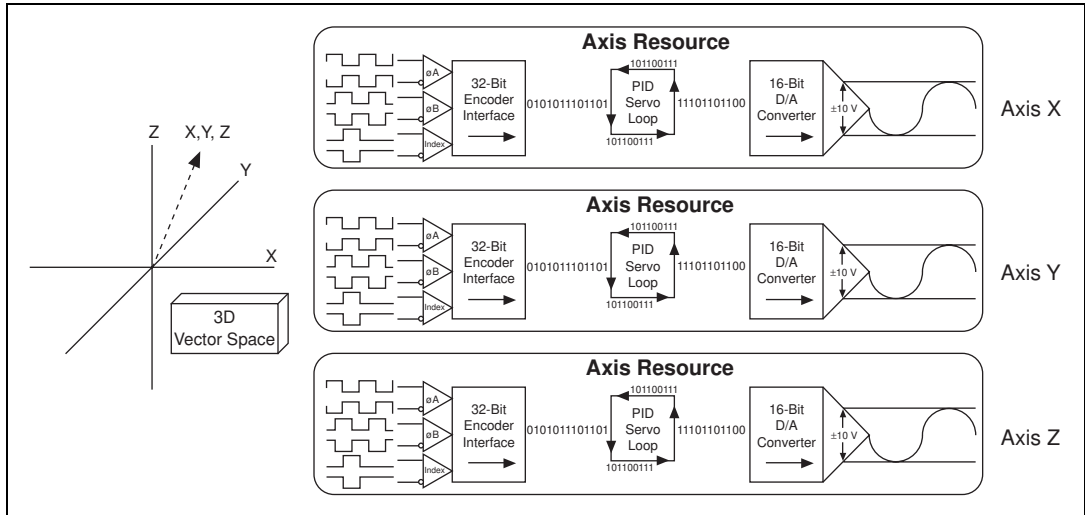 Z
X,Y, Z
Y
X
3D
Vector Space
Axis Resource
øA
øB
Index
32-Bit
Encoder
Interface
0101011101101
101100111
PID
Servo
Loop
101100111
11101101100
16-Bit
D/A
Converter
±10 V
Axis X
Axis Resource
øA
øB
Index
32-Bit
Encoder
Interface
0101011101101
101100111
PID
Servo
Loop
101100111
11101101100
16-Bit
D/A
Converter
±10 V
Axis Y
Axis Resource
øA
øB
Index
32-Bit
Encoder
Interface
0101011101101
101100111
PID
Servo
Loop
101100111
11101101100
16-Bit
D/A
Converter
±10 V
Axis Z